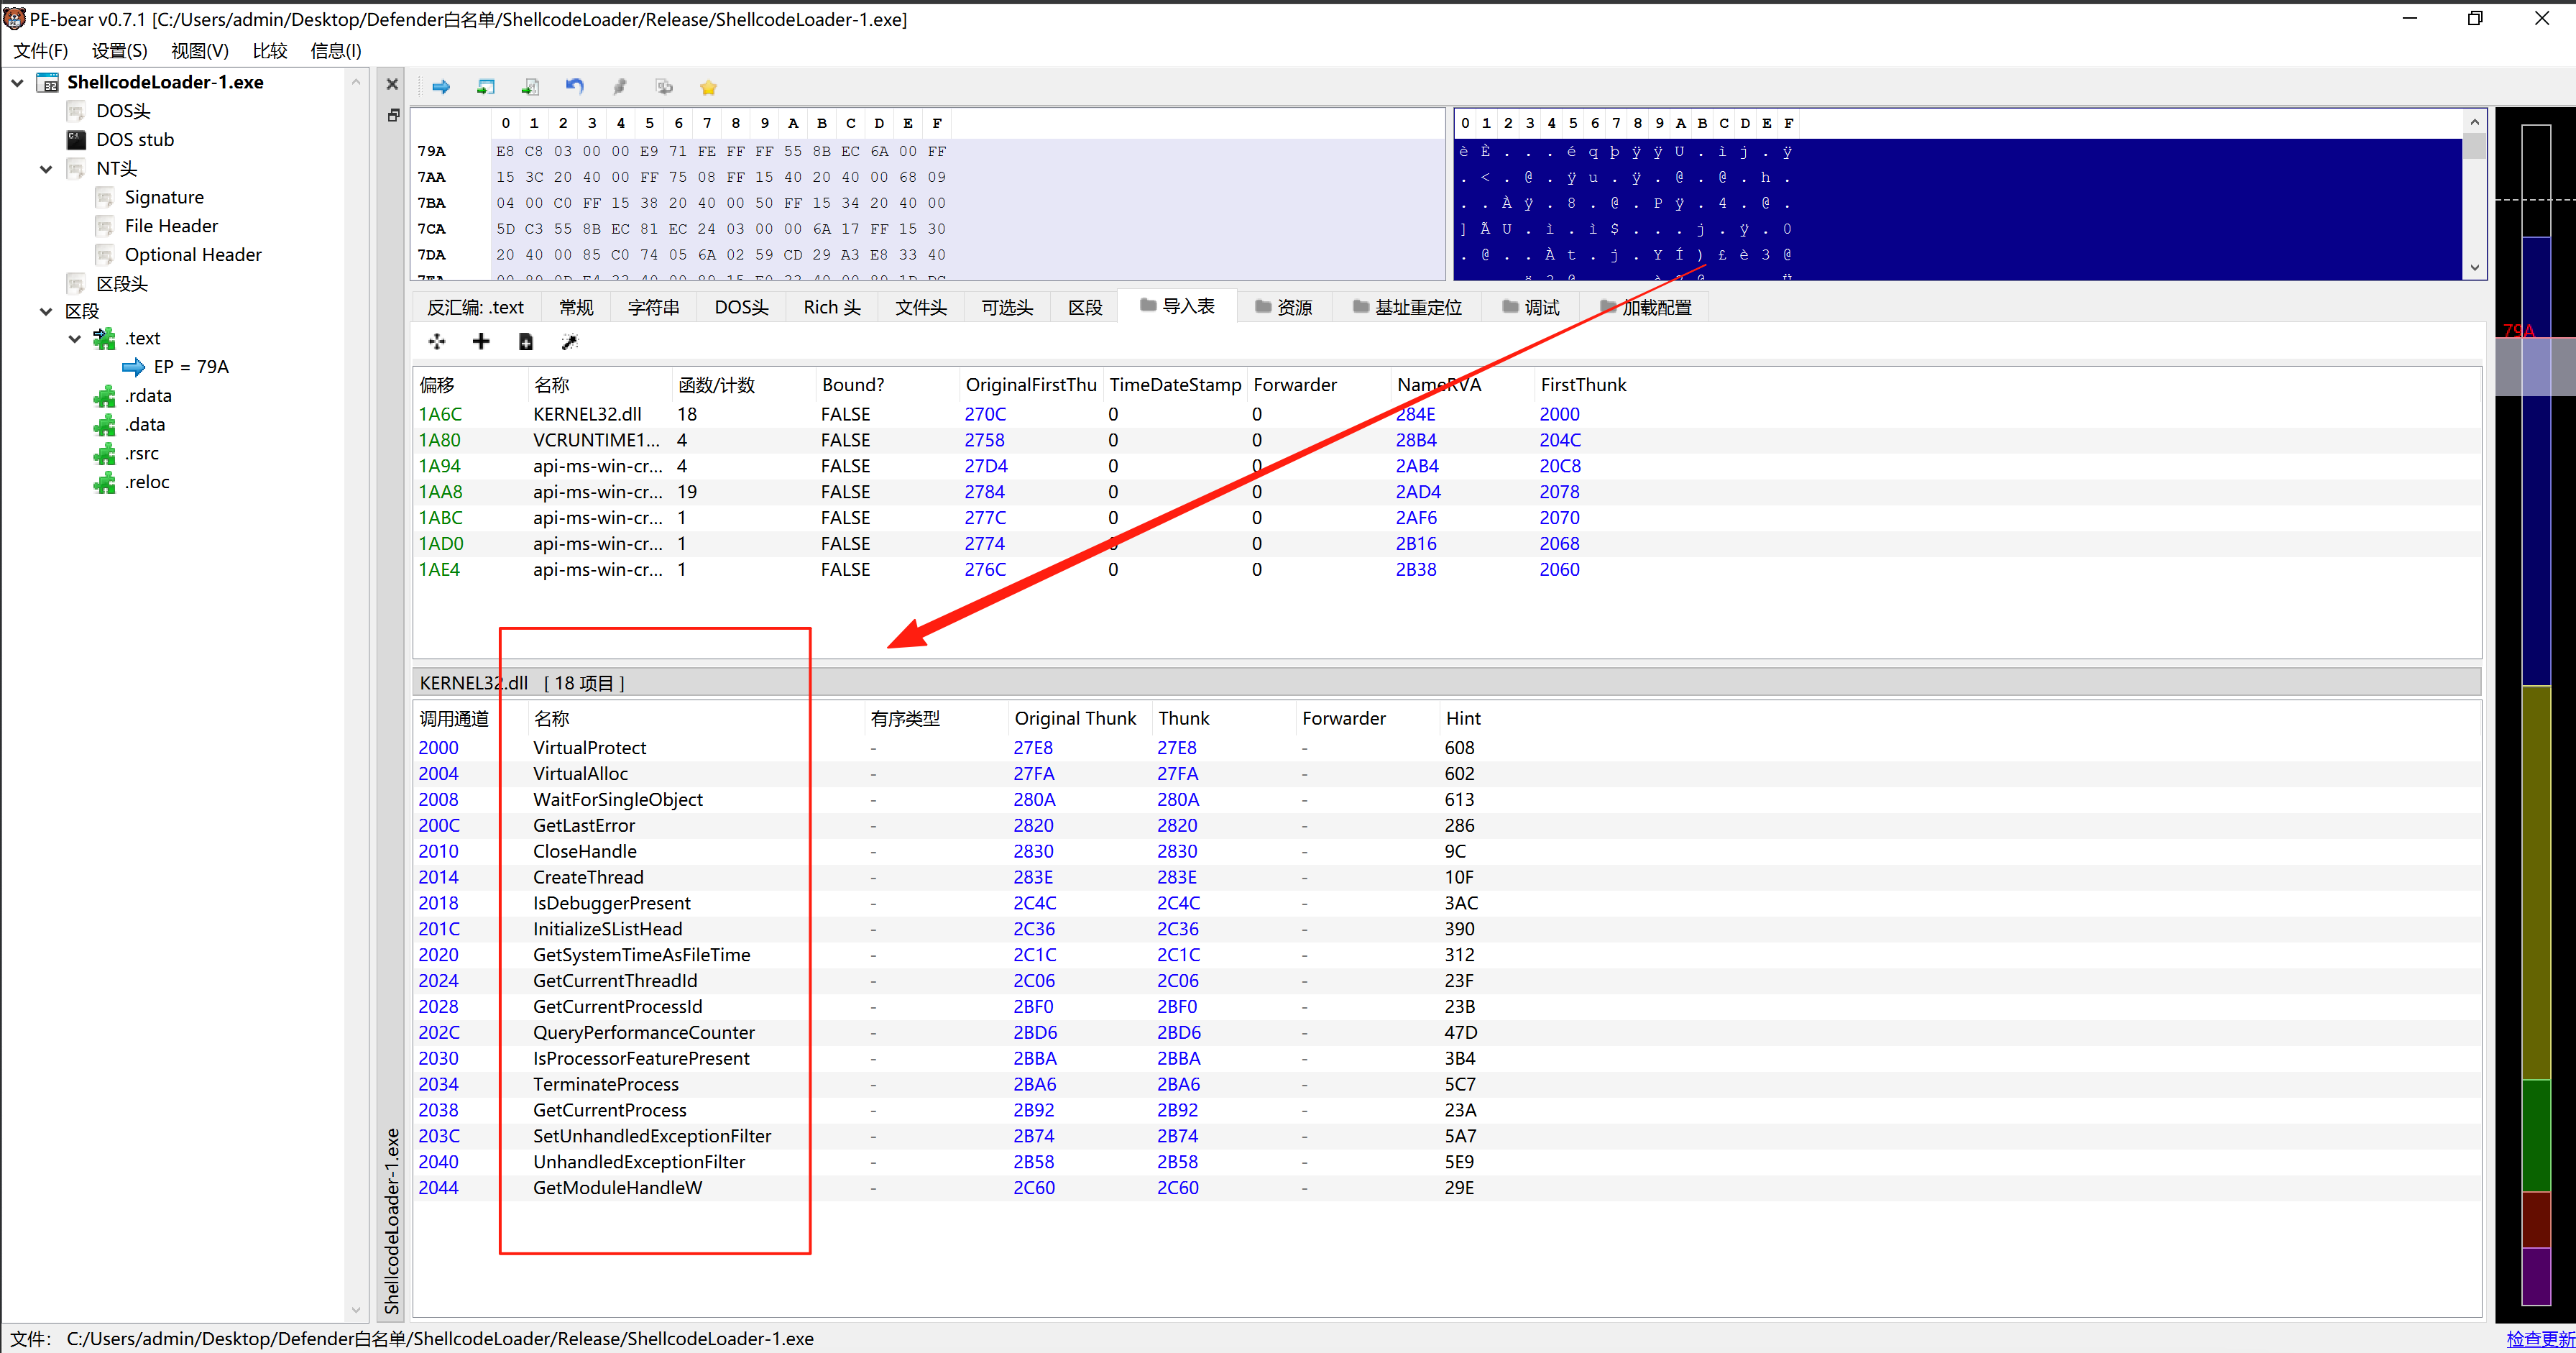 PE-bear v0.7.1 [C:/Users/admin/Desktop/Defender白名单/ShellcodeLoader/Release/ShellcodeLoader-1.exe]
文件(F) 设置(S) 视图(V) 比较 信息(I)
ShellcodeLoader-1.exe
DOS头
DOS stub
NT头
Signature
File Header
Optional Header
区段头
区段
.text
EP = 79A
.rdata
.data
.rsrc
.reloc
ShellcodeLoader-1.exe
0 1 2 3 4 5 6 7 8 9 A B C D E F
79A E8 C8 03 00 00 E9 71 FE FF FF 55 8B EC 6A 00 FF
7AA 15 3C 20 40 00 FF 75 08 FF 15 40 20 40 00 68 09
7BA 04 00 C0 FF 15 38 20 40 00 50 FF 15 34 20 40 00
7CA 5D C3 55 8B EC 81 EC 24 03 00 00 6A 17 FF 15 30
7DA 20 40 00 85 C0 74 05 6A 02 59 CD 29 A3 E8 33 40
0 1 2 3 4 5 6 7 8 9 A B C D E F
è È . . . é q þ ÿ ÿ U . ì j . ÿ
. < . @ . ÿ u . ÿ . @ . @ . h .
. . À ÿ . 8 . @ . P ÿ . 4 . @ .
] Ã U . ì . ì $ . . . j . ÿ . 0
. @ . . À t . j . Y Í ) £ è 3 @
79A
反汇编: .text 常规 字符串 DOS头 Rich 头 文件头 可选头 区段 导入表 资源 基址重定位 调试 加载配置
偏移 名称 函数/计数 Bound? OriginalFirstThu TimeDateStamp Forwarder NameRVA FirstThunk
1A6C KERNEL32.dll 18 FALSE 270C 0 0 284E 2000
1A80 VCRUNTIME1... 4 FALSE 2758 0 0 28B4 204C
1A94 api-ms-win-cr... 4 FALSE 27D4 0 0 2AB4 20C8
1AA8 api-ms-win-cr... 19 FALSE 2784 0 0 2AD4 2078
1ABC api-ms-win-cr... 1 FALSE 277C 0 0 2AF6 2070
1AD0 api-ms-win-cr... 1 FALSE 2774 0 0 2B16 2068
1AE4 api-ms-win-cr... 1 FALSE 276C 0 0 2B38 2060
KERNEL32.dll [ 18 项目 ]
调用通道 名称 有序类型 Original Thunk Thunk Forwarder Hint
2000 VirtualProtect - 27E8 27E8 - 608
2004 VirtualAlloc - 27FA 27FA - 602
2008 WaitForSingleObject - 280A 280A - 613
200C GetLastError - 2820 2820 - 286
2010 CloseHandle - 2830 2830 - 9C
2014 CreateThread - 283E 283E - 10F
2018 IsDebuggerPresent - 2C4C 2C4C - 3AC
201C InitializeSListHead - 2C36 2C36 - 390
2020 GetSystemTimeAsFileTime - 2C1C 2C1C - 312
2024 GetCurrentThreadId - 2C06 2C06 - 23F
2028 GetCurrentProcessId - 2BF0 2BF0 - 23B
202C QueryPerformanceCounter - 2BD6 2BD6 - 47D
2030 IsProcessorFeaturePresent - 2BBA 2BBA - 3B4
2034 TerminateProcess - 2BA6 2BA6 - 5C7
2038 GetCurrentProcess - 2B92 2B92 - 23A
203C SetUnhandledExceptionFilter - 2B74 2B74 - 5A7
2040 UnhandledExceptionFilter - 2B58 2B58 - 5E9
2044 GetModuleHandleW - 2C60 2C60 - 29E
文件: C:/Users/admin/Desktop/Defender白名单/ShellcodeLoader/Release/ShellcodeLoader-1.exe
检查更新